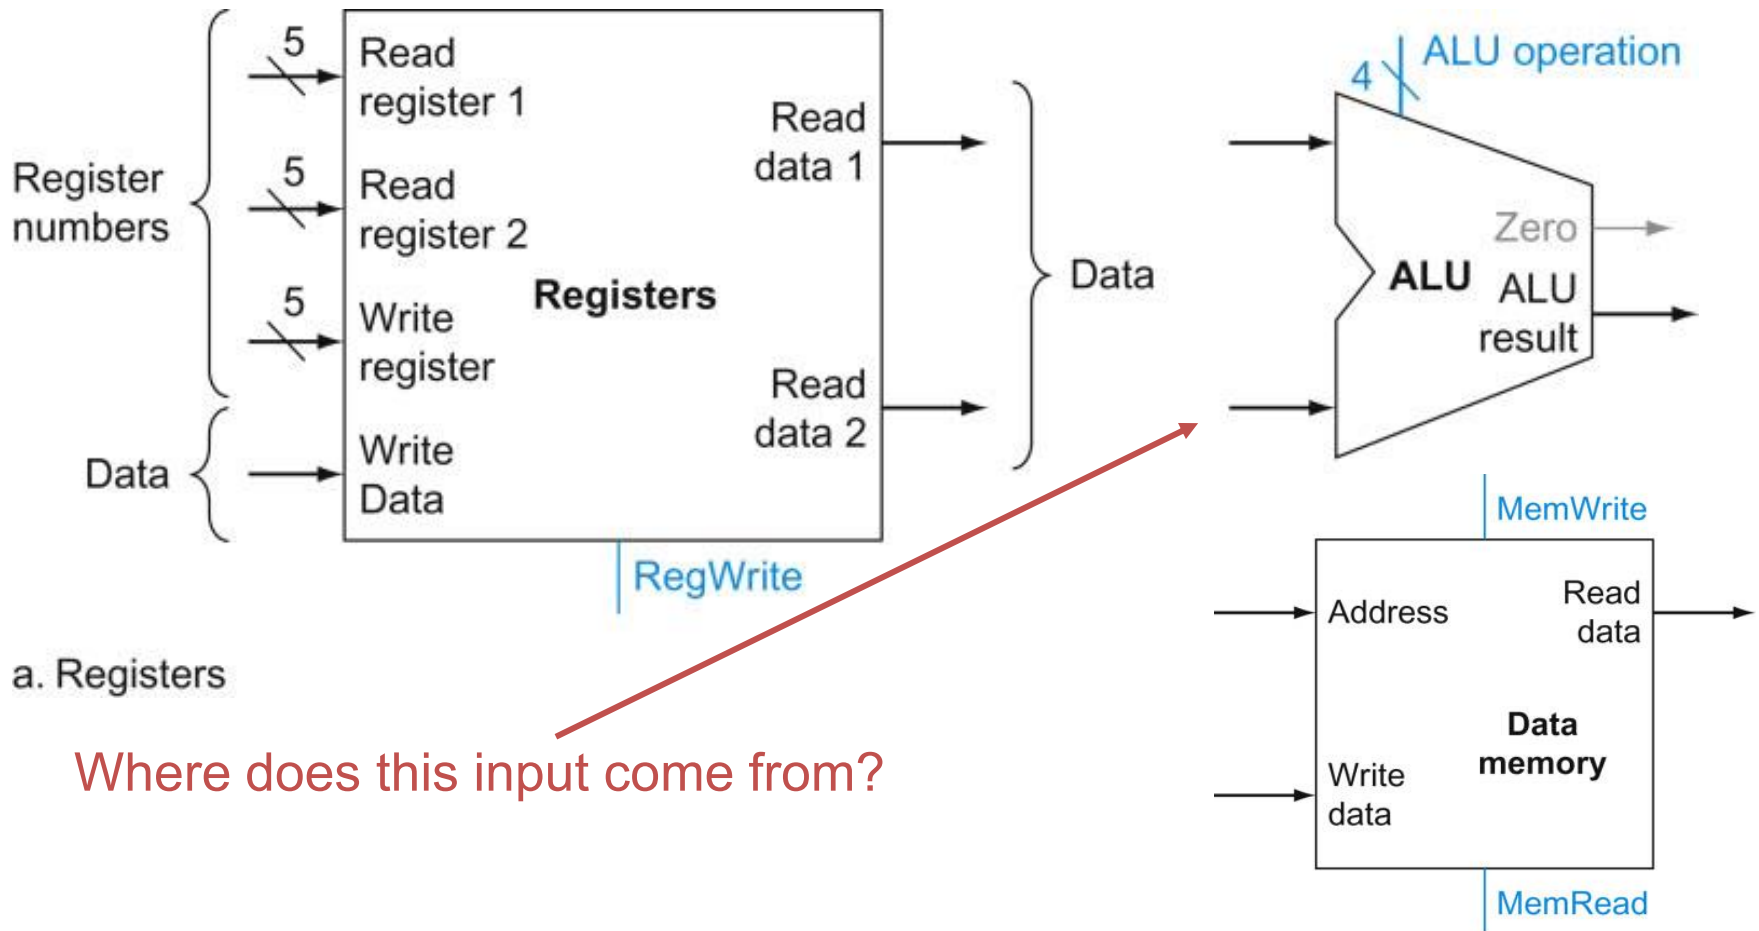 Register
numbers
Data
5
Read
register 1
5
Read
register 2
5
Write
register
Write
Data
Registers
Read
data 1
Read
data 2
RegWrite
Data
a. Registers
4
ALU operation
Zero
ALU
ALU
result
MemWrite
Address
Read
data
Data
memory
Write
data
MemRead
Where does this input come from?